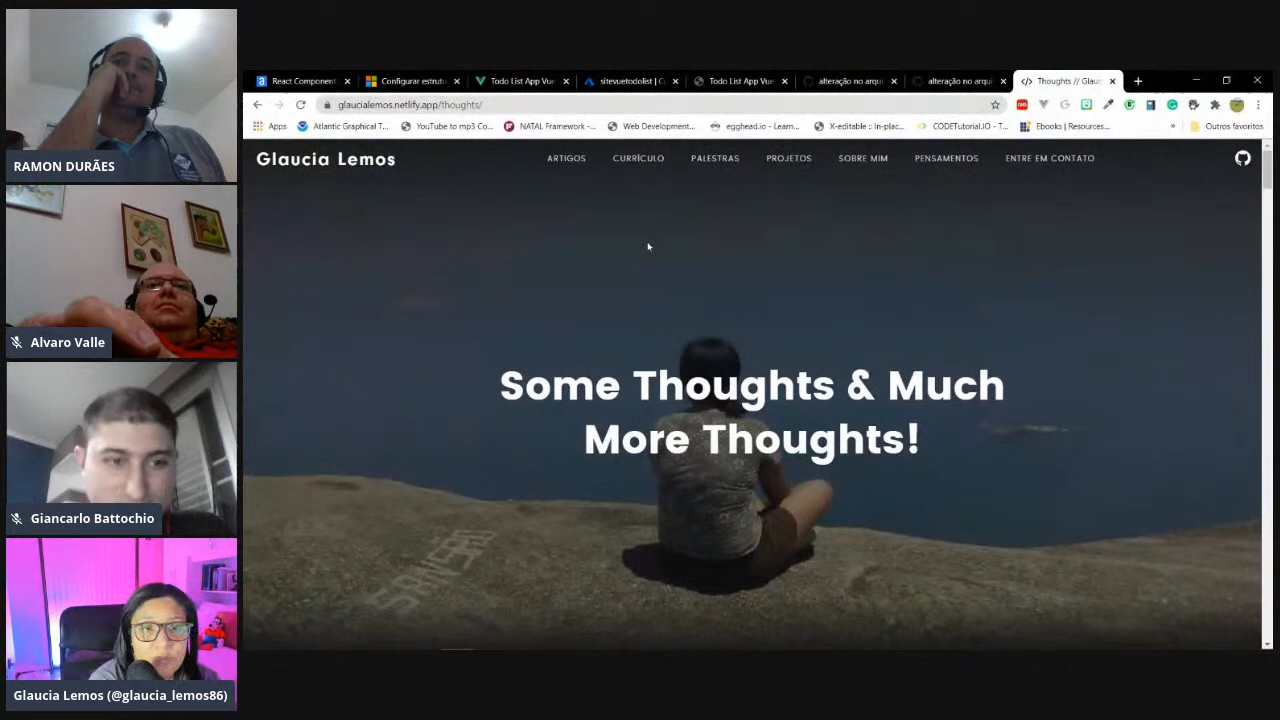 RAMON DURÃES
Alvaro Valle
Giancarlo Battochio
Glaucia Lemos (@glaucia_lemos86)
React Component
Configurar estrutu
Todo List App Vue
sitevuetodolist | C
Todo List App Vue
alteração no arqui
alteração no arqui
Thoughts // Glauc
glaucialemos.netlify.app/thoughts/
Apps
Atlantic Graphical T...
YouTube to mp3 Co...
NATAL Framework -...
Web Development...
egghead.io - Learn...
X-editable :: In-plac...
CODETutorial.IO - T...
Ebooks | Resources...
»
Outros favoritos
Glaucia Lemos
ARTIGOS
CURRÍCULO
PALESTRAS
PROJETOS
SOBRE MIM
PENSAMENTOS
ENTRE EM CONTATO
Some Thoughts & Much
More Thoughts!